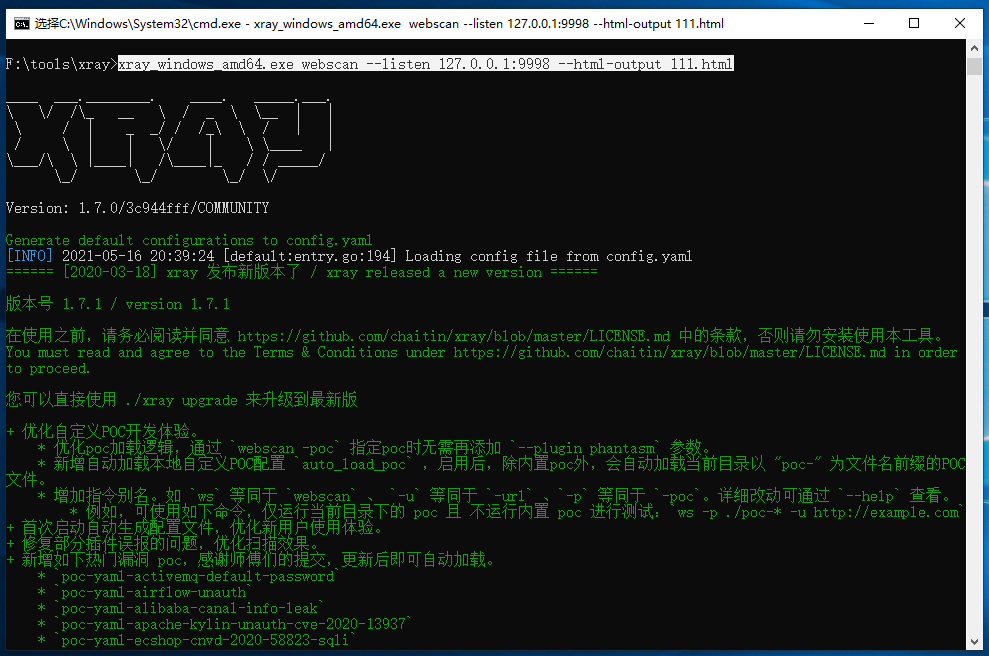 选择C:\Windows\System32\cmd.exe - xray_windows_amd64.exe  webscan --listen 127.0.0.1:9998 --html-output 111.html
F:\tools\xray>xray_windows_amd64.exe webscan --listen 127.0.0.1:9998 --html-output 111.html
XRAY
Version: 1.7.0/3c944fff/COMMUNITY
Generate default configurations to config.yaml
[INFO] 2021-05-16 20:39:24 [default:entry.go:194] Loading config file from config.yaml
====== [2020-03-18] xray 发布新版本了 / xray released a new version ======
版本号 1.7.1 / version 1.7.1
在使用之前，请务必阅读并同意 https://github.com/chaitin/xray/blob/master/LICENSE.md 中的条款，否则请勿安装使用本工具。
You must read and agree to the Terms & Conditions under https://github.com/chaitin/xray/blob/master/LICENSE.md in order
to proceed.
您可以直接使用 ./xray upgrade 来升级到最新版
+ 优化自定义POC开发体验。
* 优化poc加载逻辑，通过 `webscan -poc` 指定poc时无需再添加 `--plugin phantasm` 参数。
* 新增自动加载本地自定义POC配置 `auto_load_poc` ，启用后，除内置poc外，会自动加载当前目录以 “poc-” 为文件名前缀的POC
文件。
* 增加指令别名。如 `ws` 等同于 `webscan` 、 `-u` 等同于 `-url` 、`-p` 等同于 `-poc`。详细改动可通过 `--help` 查看。
* 例如，可使用如下命令，仅运行当前目录下的 poc 且 不运行内置 poc 进行测试：`ws -p ./poc-* -u http://example.com`
+ 首次启动自动生成配置文件，优化新用户使用体验。
+ 修复部分插件误报的问题，优化扫描效果。
+ 新增如下热门漏洞 poc，感谢师傅们的提交，更新后即可自动加载。
* `poc-yaml-activemq-default-password`
* `poc-yaml-airflow-unauth`
* `poc-yaml-alibaba-canal-info-leak`
* `poc-yaml-apache-kylin-unauth-cve-2020-13937`
* `poc-yaml-ecshop-cnvd-2020-58823-sqli`